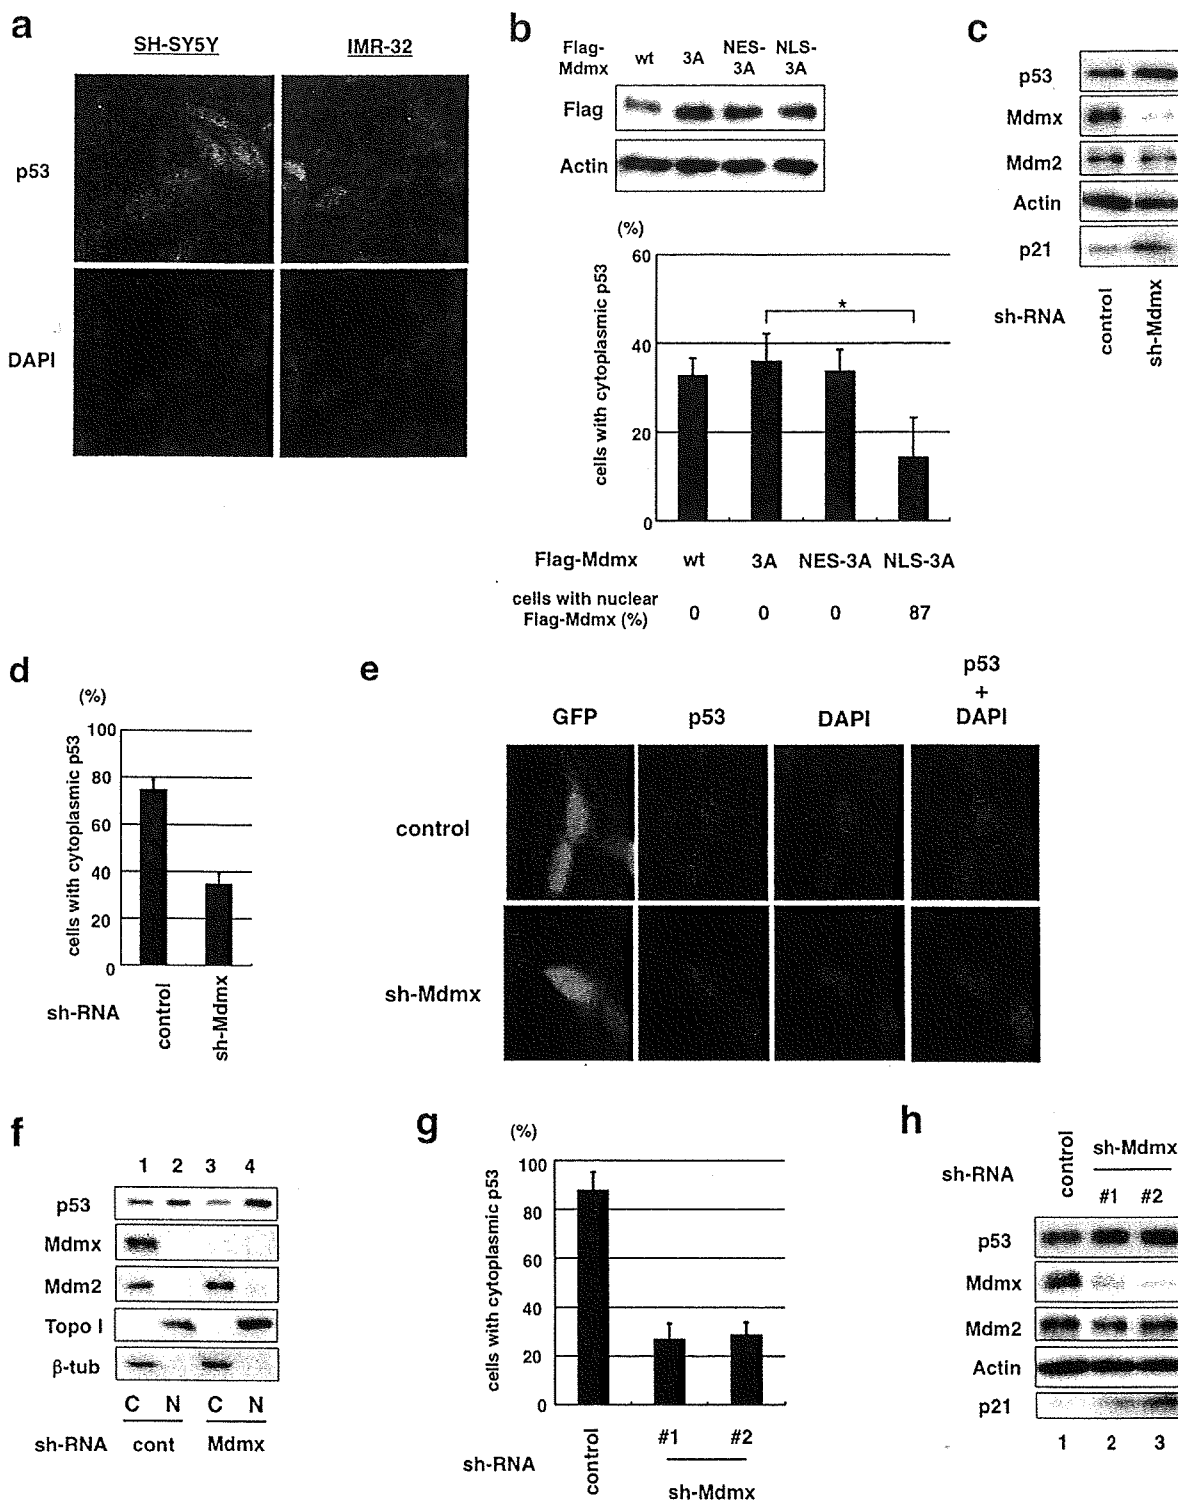 a
SH-SY5Y
IMR-32
p53
DAPI
b
Flag-Mdmx
wt
3A
NES-3A
NLS-3A
Flag
Actin
(%)
60
40
20
0
cells with cytoplasmic p53
*
Flag-Mdmx wt 3A NES-3A NLS-3A
cells with nuclear
Flag-Mdmx (%)
0 0 0 87
c
p53
Mdmx
Mdm2
Actin
p21
sh-RNA
control
sh-Mdmx
d
(%)
100
80
60
40
20
0
cells with cytoplasmic p53
sh-RNA
control
sh-Mdmx
e
GFP
p53
DAPI
p53
+
DAPI
control
sh-Mdmx
f
1 2 3 4
p53
Mdmx
Mdm2
Topo I
β-tub
C N C N
sh-RNA cont Mdmx
g
(%)
100
80
60
40
20
0
cells with cytoplasmic p53
sh-RNA
control
#1 #2
sh-Mdmx
h
sh-RNA
control
sh-Mdmx
#1 #2
p53
Mdmx
Mdm2
Actin
p21
1 2 3